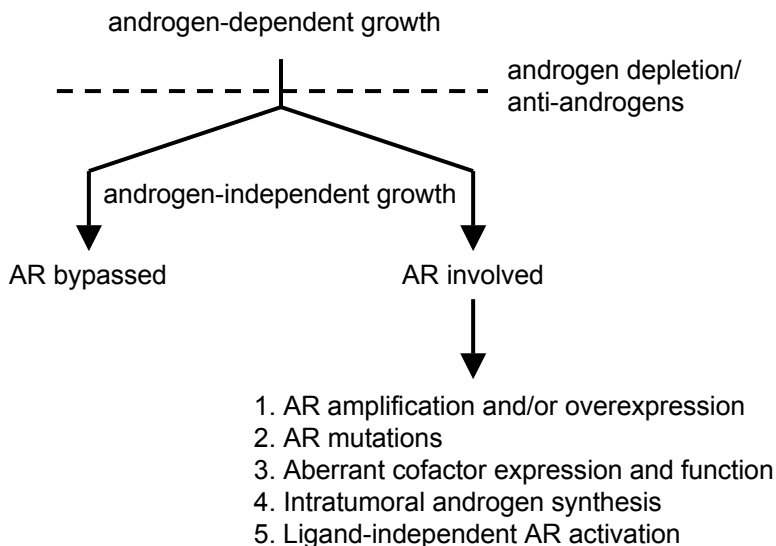 androgen-dependent growth
androgen depletion/
anti-androgens
androgen-independent growth
AR bypassed
AR involved
1. AR amplification and/or overexpression
2. AR mutations
3. Aberrant cofactor expression and function
4. Intratumoral androgen synthesis
5. Ligand-independent AR activation